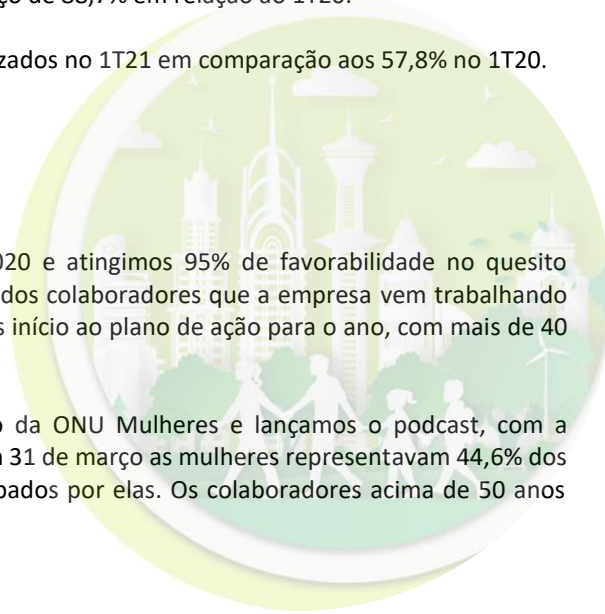 ço de 88,7% em relação ao 1T20.
zados no 1T21 em comparação aos 57,8% no 1T20.
020 e atingimos 95% de favorabilidade no quesito
dos colaboradores que a empresa vem trabalhando
s início ao plano de ação para o ano, com mais de 40
o da ONU Mulheres e lançamos o podcast, com a
31 de março as mulheres representavam 44,6% dos
pados por elas. Os colaboradores acima de 50 anos